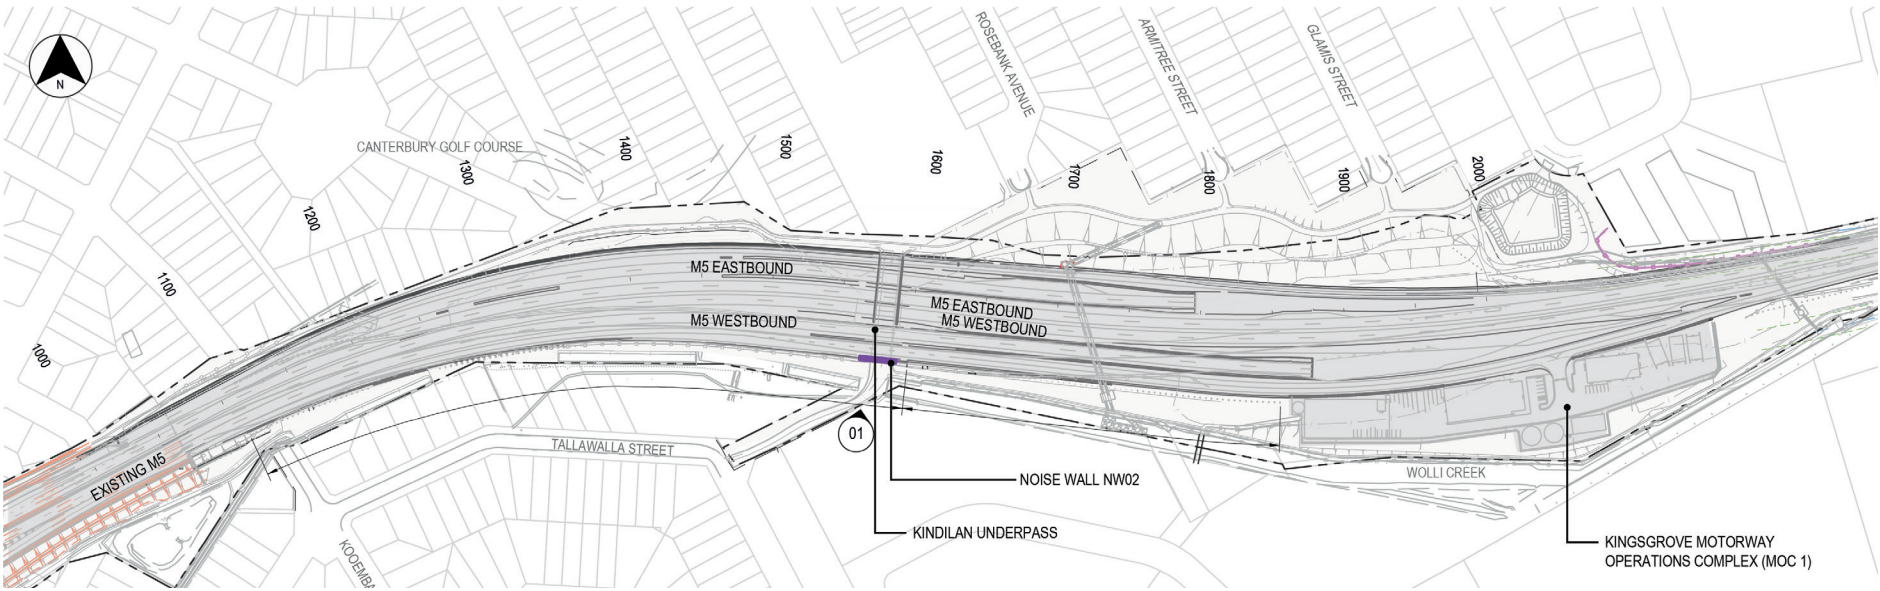 N
CANTERBURY GOLF COURSE
ROSEBANK AVENUE
ARMITREE STREET
GLAMIS STREET
1000
1100
1200
1300
1400
1500
1600
1700
1800
1900
2000
M5 EASTBOUND
M5 WESTBOUND
M5 EASTBOUND
M5 WESTBOUND
EXISTING M5
TALLAWALLA STREET
KOOEMBA
01
NOISE WALL NW02
KINDILAN UNDERPASS
WOLLI CREEK
KINGSGROVE MOTORWAY
OPERATIONS COMPLEX (MOC 1)